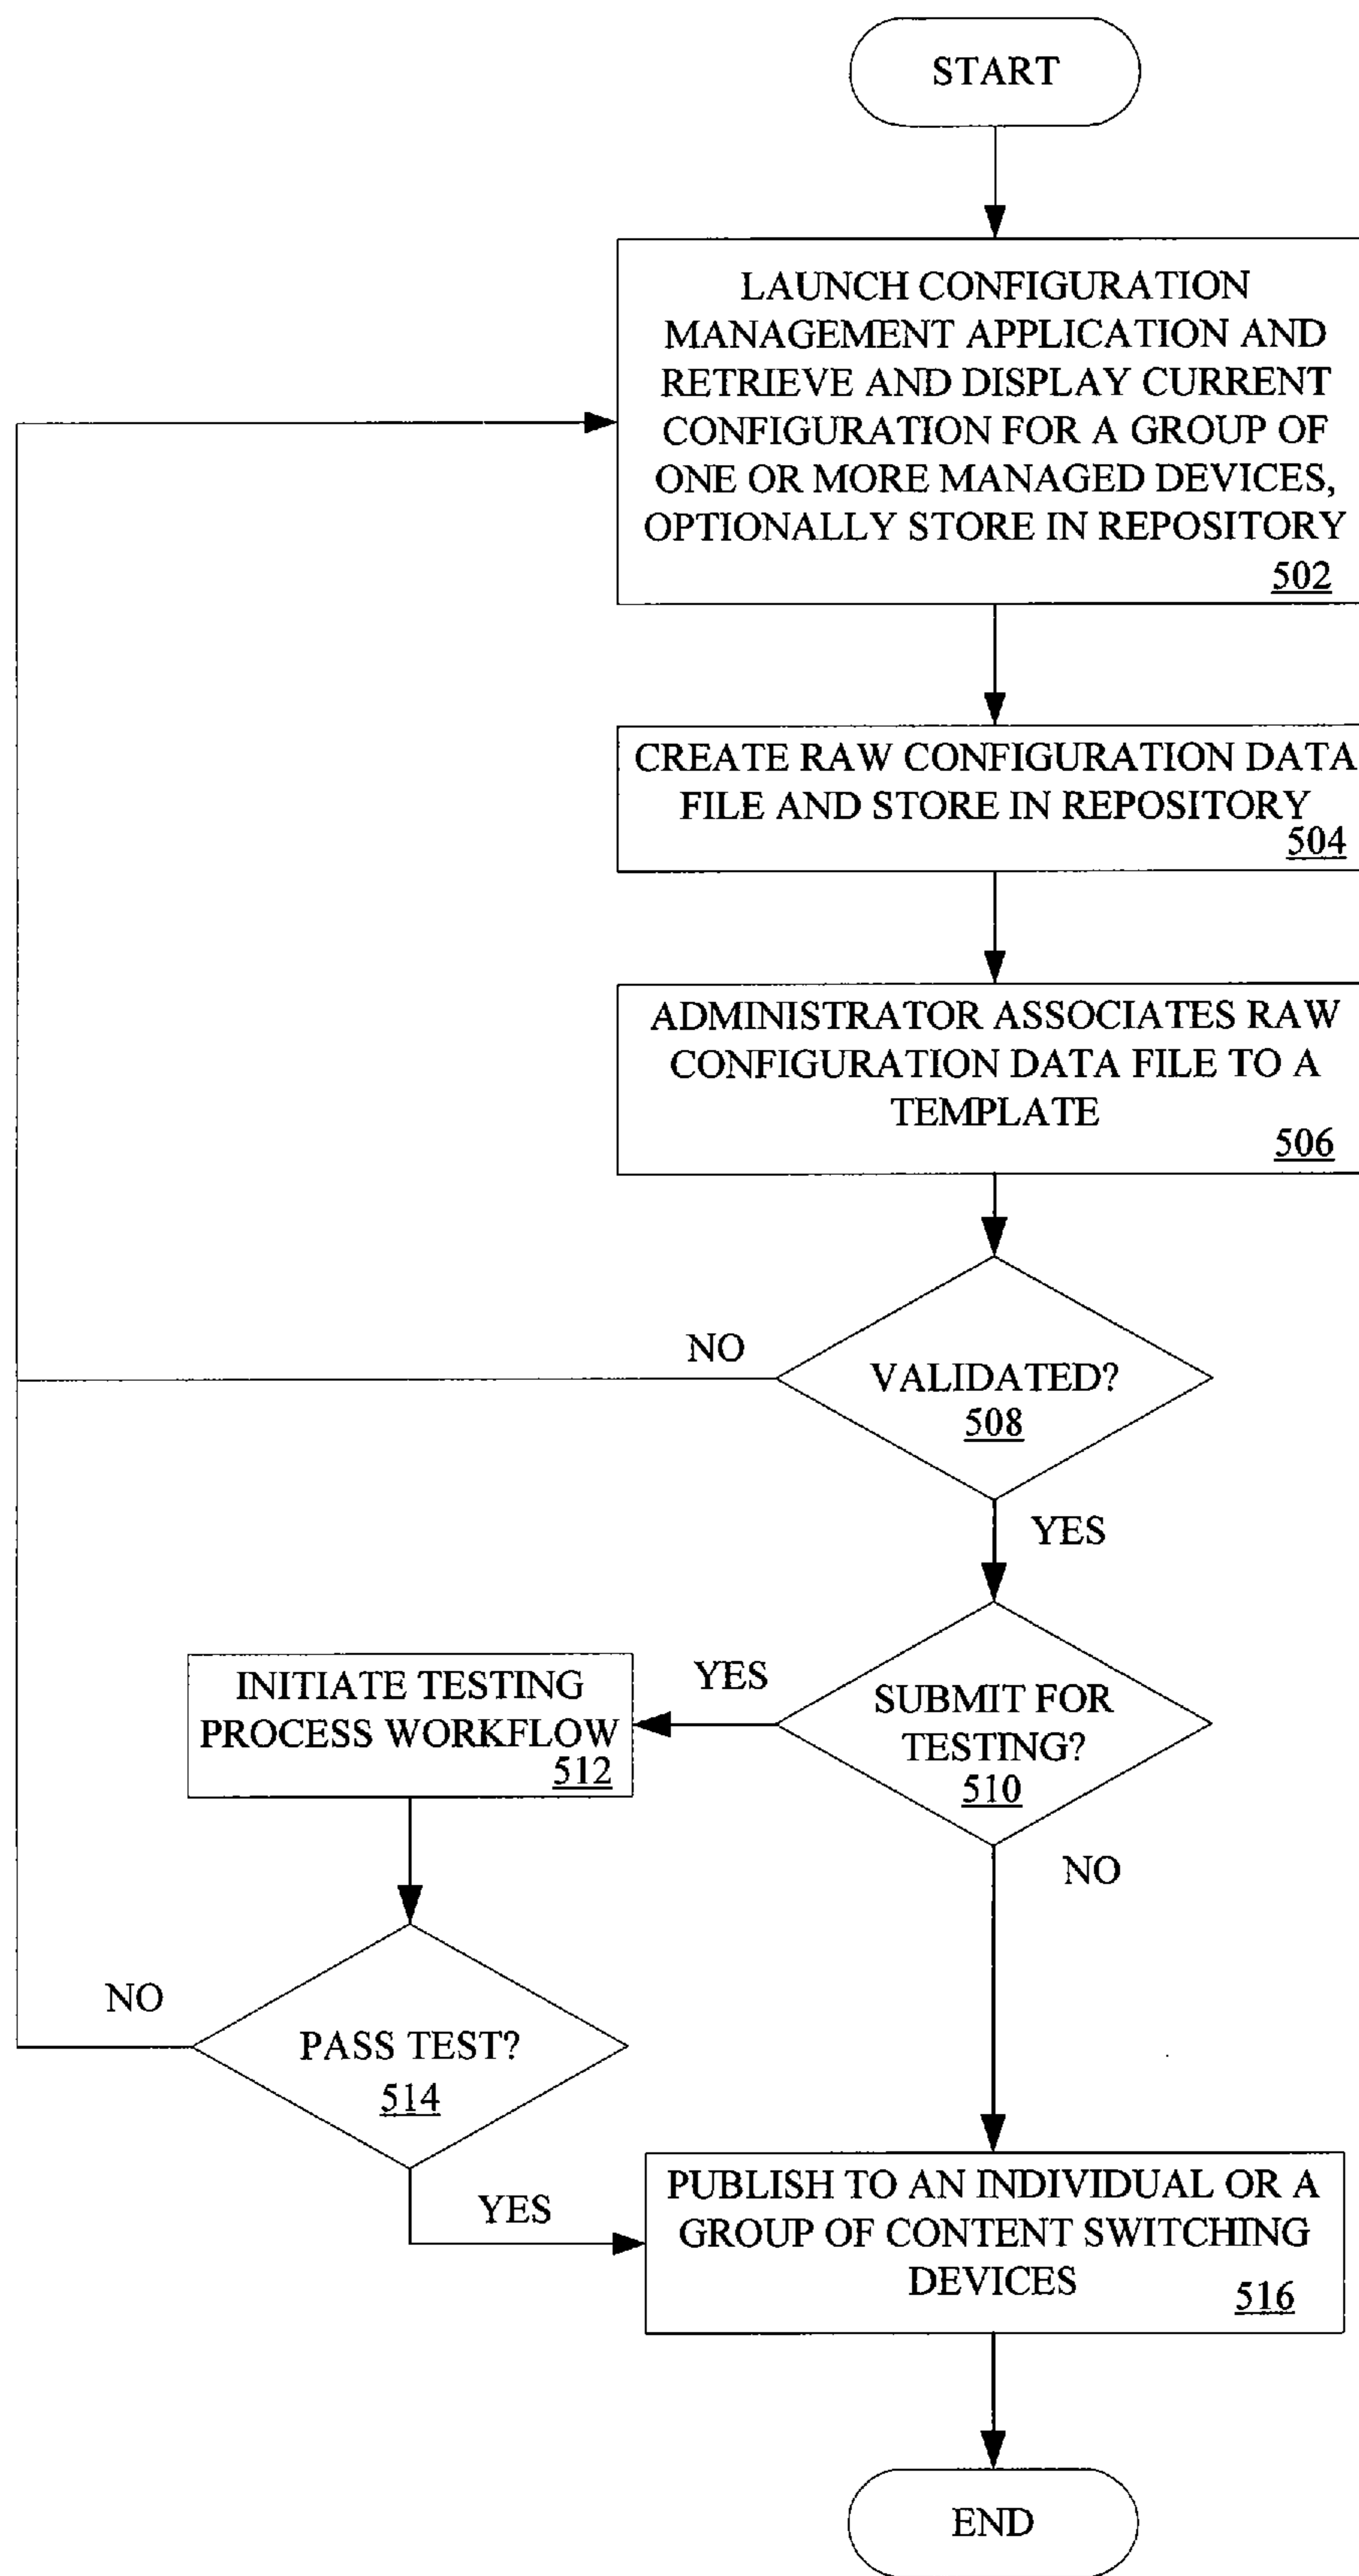 START
LAUNCH CONFIGURATION
MANAGEMENT APPLICATION AND
RETRIEVE AND DISPLAY CURRENT
CONFIGURATION FOR A GROUP OF
ONE OR MORE MANAGED DEVICES,
OPTIONALLY STORE IN REPOSITORY
502
CREATE RAW CONFIGURATION DATA
FILE AND STORE IN REPOSITORY
504
ADMINISTRATOR ASSOCIATES RAW
CONFIGURATION DATA FILE TO A
TEMPLATE
506
NO
VALIDATED?
508
YES
INITIATE TESTING
PROCESS WORKFLOW
512
YES
SUBMIT FOR
TESTING?
510
NO
NO
PASS TEST?
514
YES
PUBLISH TO AN INDIVIDUAL OR A
GROUP OF CONTENT SWITCHING
DEVICES
516
END